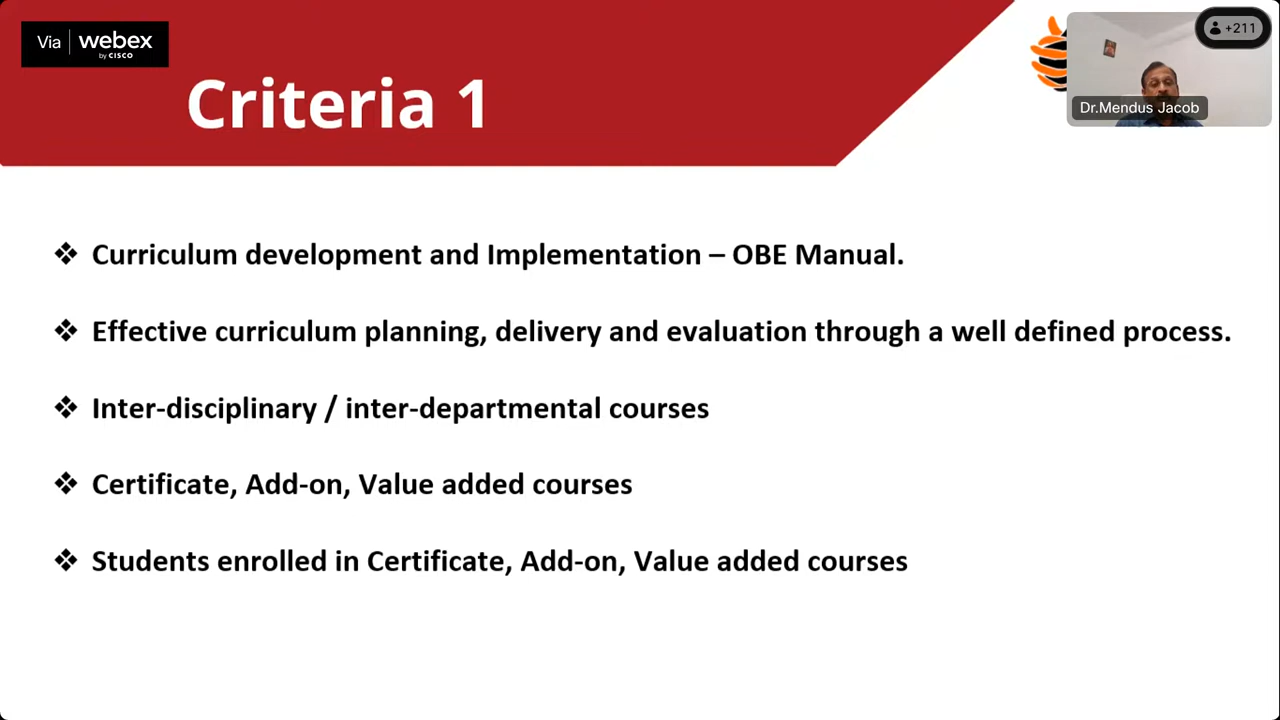 Via webex
by CISCO
+211
Criteria 1
Dr.Mendus Jacob
❖ Curriculum development and Implementation – OBE Manual.
❖ Effective curriculum planning, delivery and evaluation through a well defined process.
❖ Inter-disciplinary / inter-departmental courses
❖ Certificate, Add-on, Value added courses
❖ Students enrolled in Certificate, Add-on, Value added courses